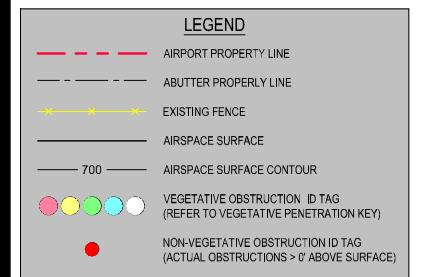 LEGEND
AIRPORT PROPERTY LINE
ABUTTER PROPERLY LINE
EXISTING FENCE
AIRSPACE SURFACE
700 AIRSPACE SURFACE CONTOUR
VEGETATIVE OBSTRUCTION ID TAG
(REFER TO VEGETATIVE PENETRATION KEY)
NON-VEGETATIVE OBSTRUCTION ID TAG
(ACTUAL OBSTRUCTIONS > 0' ABOVE SURFACE)